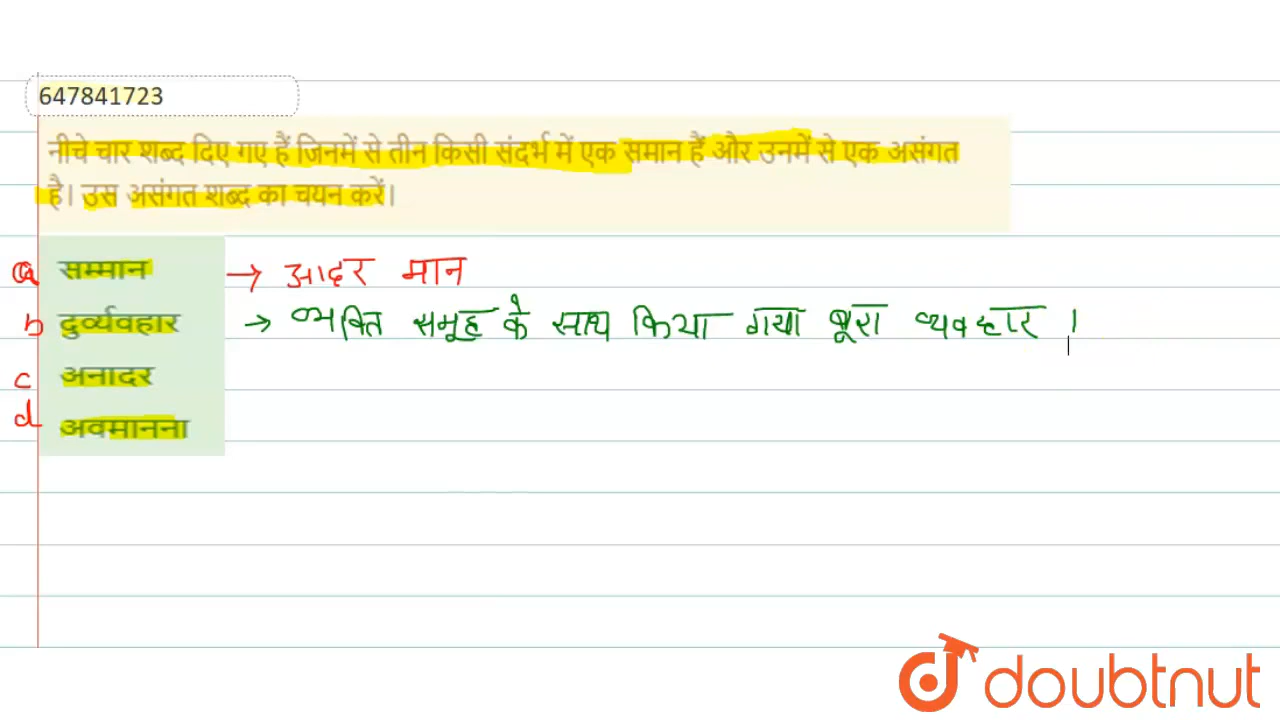 647841723
नीचे चार शब्द दिए गए हैं जिनमें से तीन किसी संदर्भ में एक समान हैं और उनमें से एक असंगत
है। उस असंगत शब्द का चयन करें।
a सम्मान → आदर मान
b दुर्व्यवहार → व्यक्ति समूह के साथ किया गया बूरा व्यवहार ।
c अनादर
d अवमानना
doubtnut